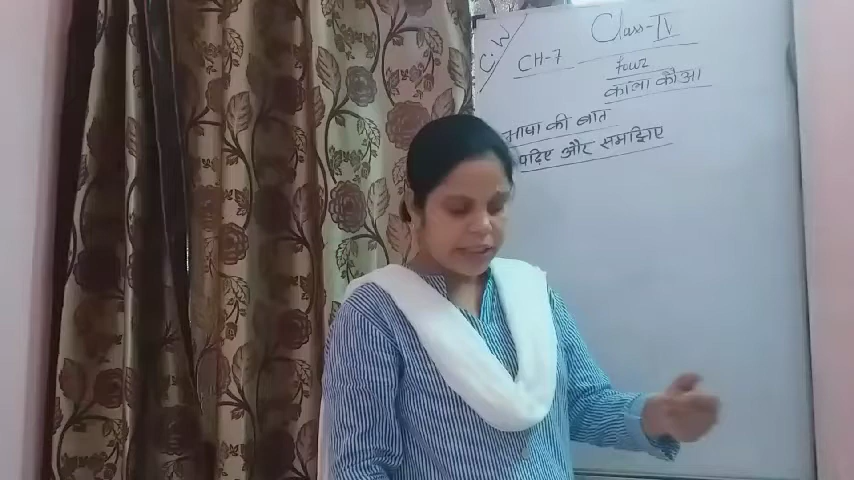 C.W
Class-IV
CH-7
four
काला कौआ
भाषा की बात
पढिए और समझिए